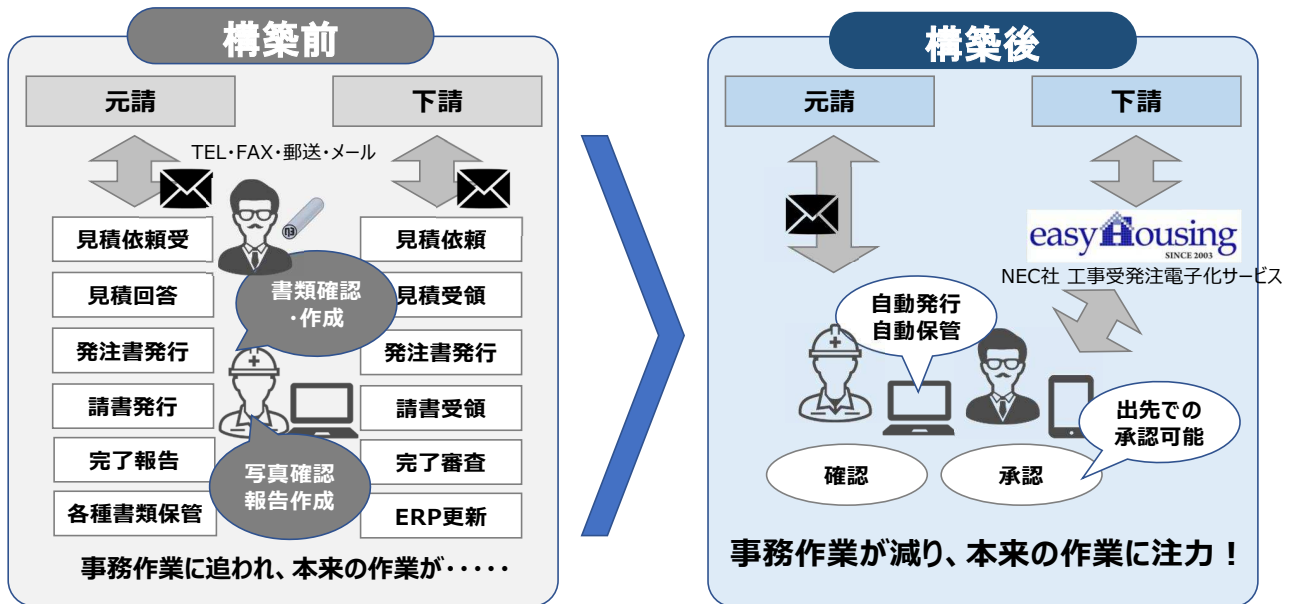 構築前
元請
下請
TEL・FAX・郵送・メール
見積依頼受
見積回答
発注書発行
請書発行
完了報告
各種書類保管
書類確認
・作成
写真確認
報告作成
見積依頼
見積受領
発注書発行
請書受領
完了審査
ERP更新
事務作業に追われ、本来の作業が・・・・・
構築後
元請
下請
easyHousing
SINCE 2003
NEC社 工事受発注電子化サービス
自動発行
自動保管
出先での
承認可能
確認
承認
事務作業が減り、本来の作業に注力！